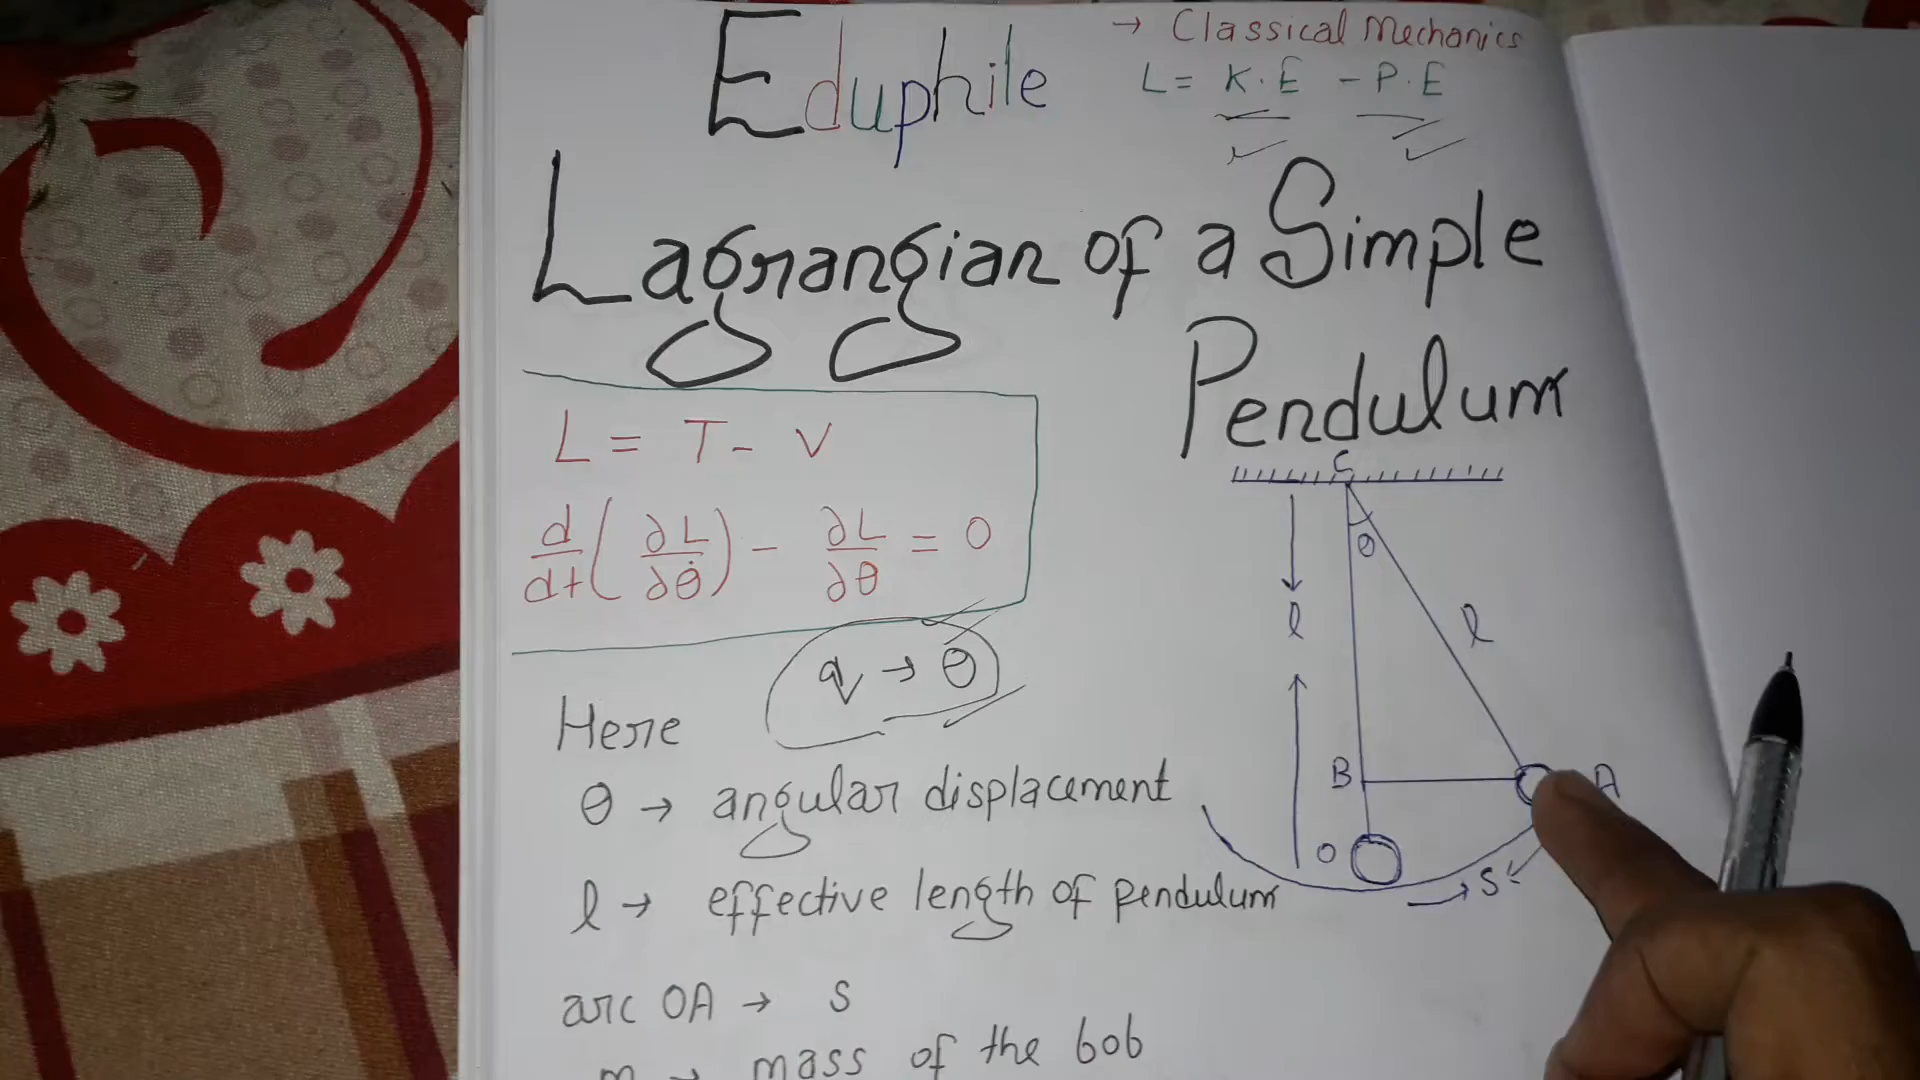 Eduphile
→ Classical Mechanics
L = K.E - P.E
Lagrangian of a Simple
Pendulum
L = T - V
d/dt (∂L/∂θ̇) - ∂L/∂θ = 0
q → θ
Here
θ → angular displacement
l → effective length of pendulum
arc OA → S
m → mass of the bob
C
θ
l
l
B
A
O
S